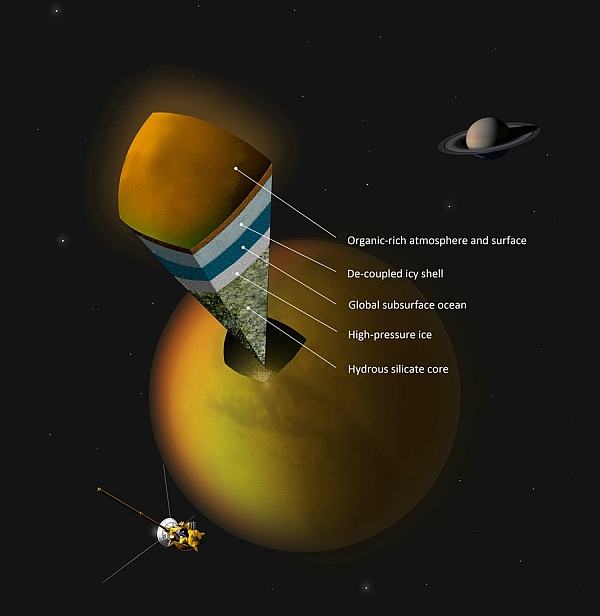 Organic-rich atmosphere and surface
De-coupled icy shell
Global subsurface ocean
High-pressure ice
Hydrous silicate core